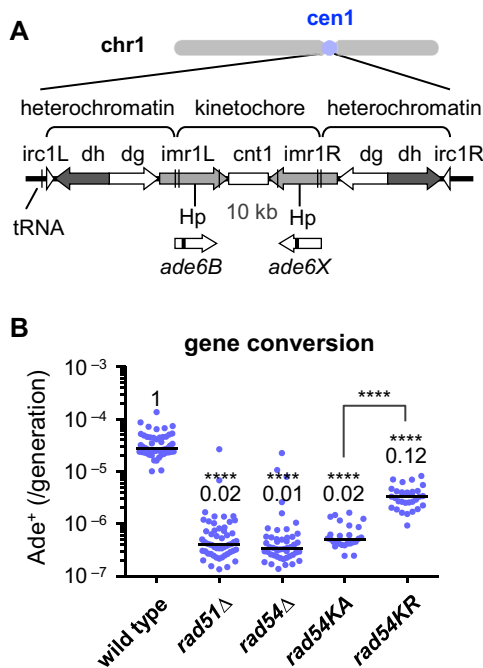 A
cen1
chr1
heterochromatin kinetochore heterochromatin
irc1L dh dg imr1L cnt1 imr1R dg dh irc1R
tRNA
Hp 10 kb Hp
ade6B ade6X
B
gene conversion
Ade⁺ (/generation)
10⁻³
10⁻⁴
10⁻⁵
10⁻⁶
10⁻⁷
1
****
0.02
****
0.01
****
0.02
****
****
0.12
wild type
rad51Δ
rad54Δ
rad54KA
rad54KR